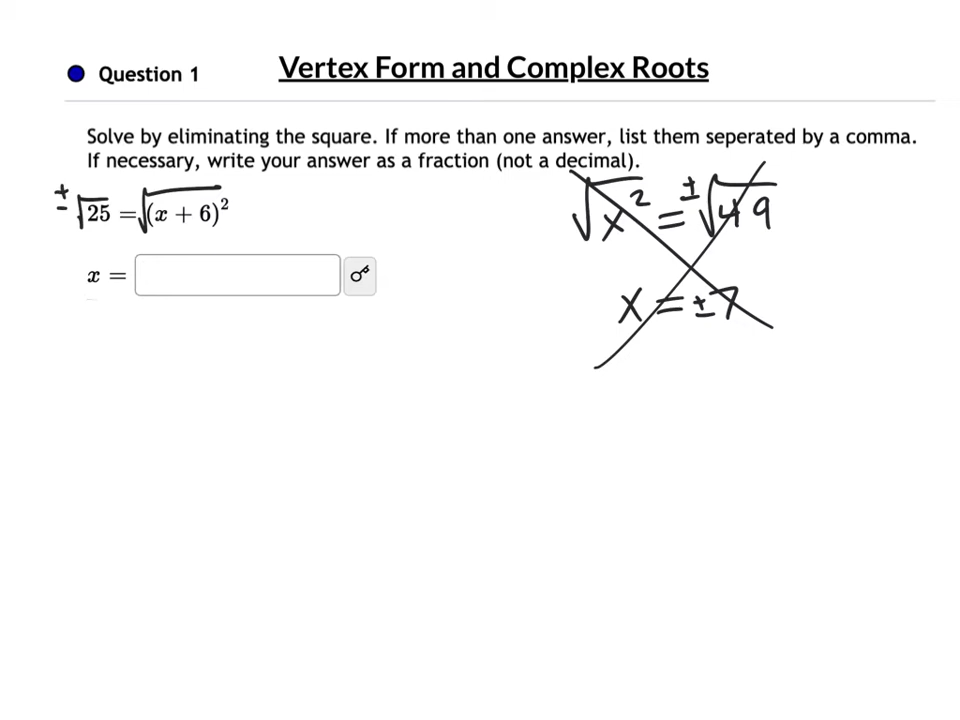 Question 1
Vertex Form and Complex Roots
Solve by eliminating the square. If more than one answer, list them seperated by a comma.
If necessary, write your answer as a fraction (not a decimal).
±√25 = √(x + 6)²
√x² = ±√49
x =
x = ±7